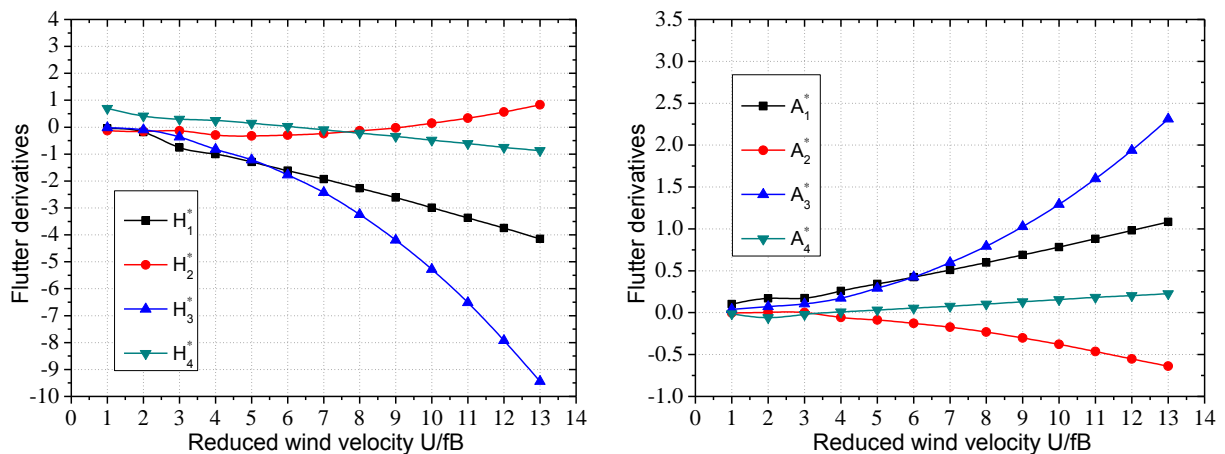 4
3
2
1
0
-1
-2
-3
-4
-5
-6
-7
-8
-9
-10
Flutter derivatives
H₁*
H₂*
H₃*
H₄*
0 1 2 3 4 5 6 7 8 9 10 11 12 13 14
Reduced wind velocity U/fB
3.5
3.0
2.5
2.0
1.5
1.0
0.5
0.0
-0.5
-1.0
Flutter derivatives
A₁*
A₂*
A₃*
A₄*
0 1 2 3 4 5 6 7 8 9 10 11 12 13 14
Reduced wind velocity U/fB